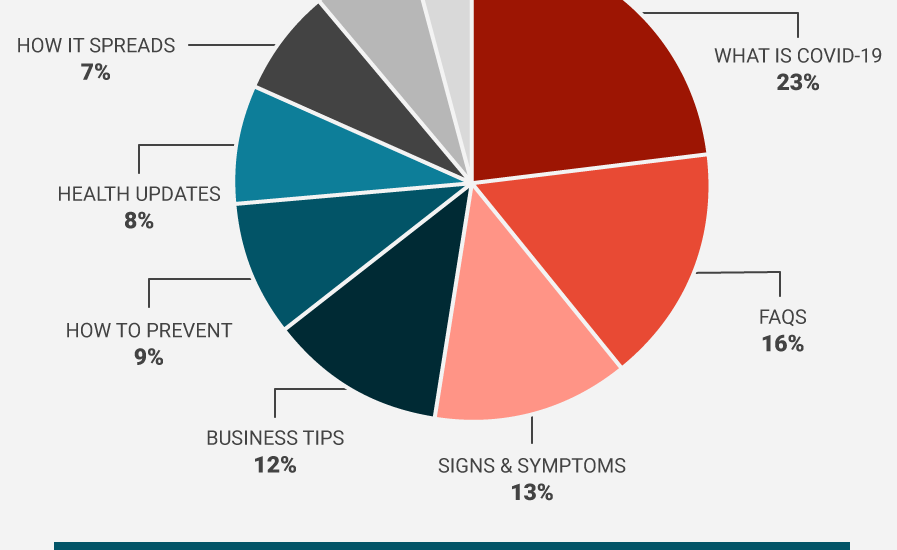 HOW IT SPREADS
7%
WHAT IS COVID-19
23%
HEALTH UPDATES
8%
FAQS
16%
HOW TO PREVENT
9%
BUSINESS TIPS
12%
SIGNS & SYMPTOMS
13%